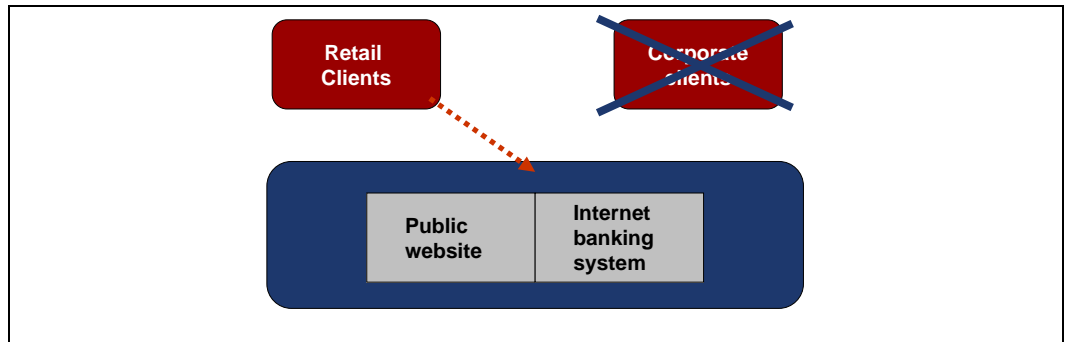 Retail
Clients
Corporate
clients
Public
website
Internet
banking
system